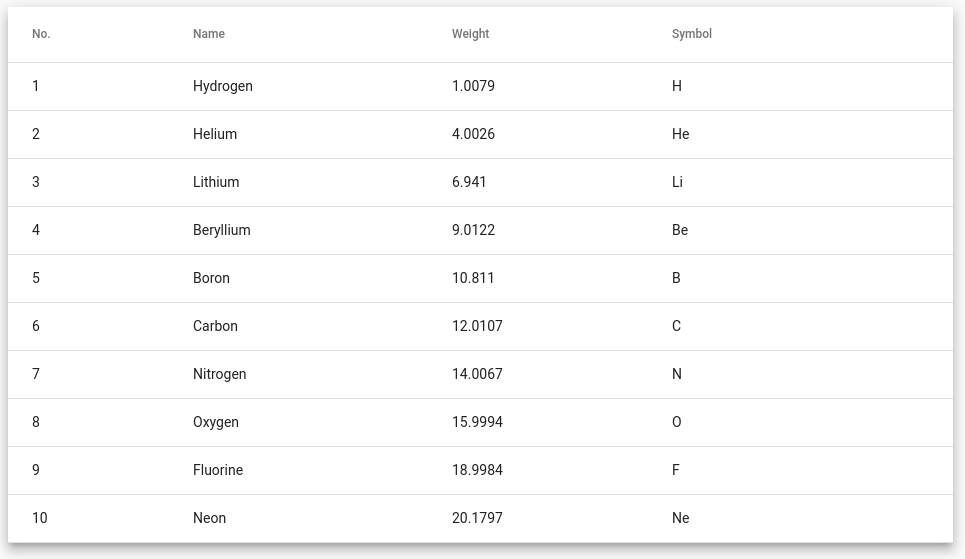 No. Name Weight Symbol
1 Hydrogen 1.0079 H
2 Helium 4.0026 He
3 Lithium 6.941 Li
4 Beryllium 9.0122 Be
5 Boron 10.811 B
6 Carbon 12.0107 C
7 Nitrogen 14.0067 N
8 Oxygen 15.9994 O
9 Fluorine 18.9984 F
10 Neon 20.1797 Ne